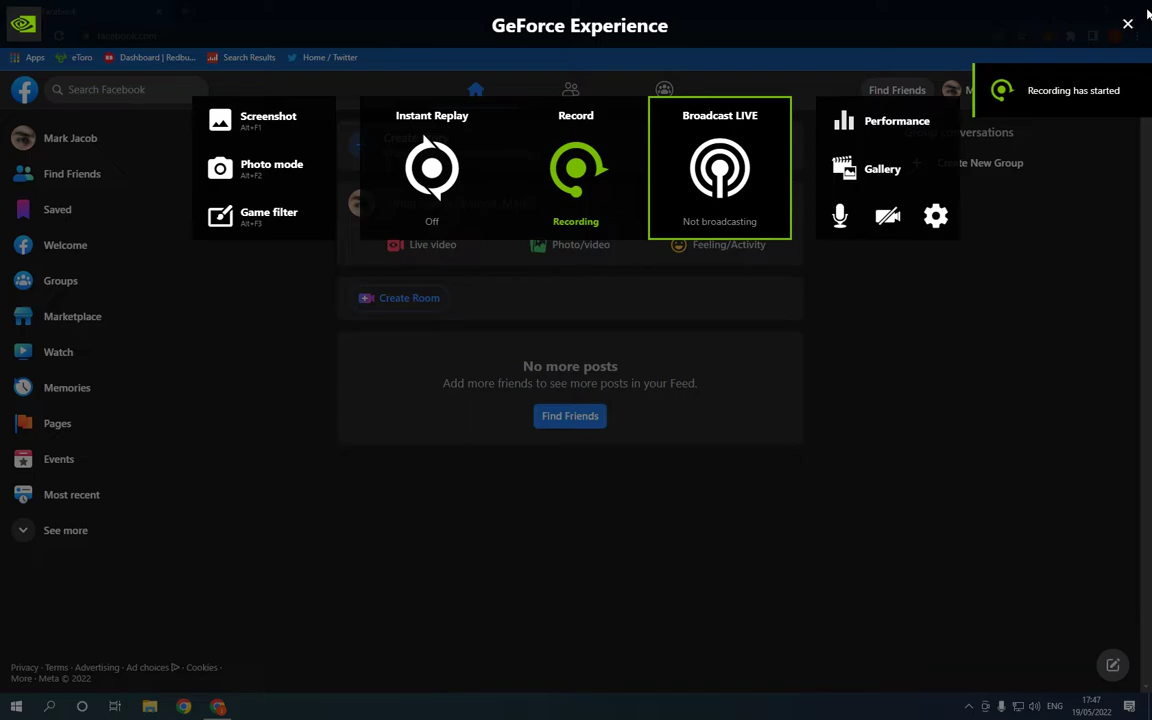 Facebook
GeForce Experience
facebook.com
Apps
eToro
Dashboard | Redbu...
Search Results
Home / Twitter
Search Facebook
Find Friends
M
Recording has started
Screenshot
Alt+F1
Photo mode
Alt+F2
Game filter
Alt+F3
Instant Replay
Off
Record
Recording
Broadcast LIVE
Not broadcasting
Performance
Gallery
Group conversations
Create New Group
Mark Jacob
Find Friends
Saved
Welcome
Groups
Marketplace
Watch
Memories
Pages
Events
Most recent
See more
Live video
Photo/video
Feeling/Activity
Create Room
No more posts
Add more friends to see more posts in your Feed.
Find Friends
Privacy · Terms · Advertising · Ad choices · Cookies ·
More · Meta © 2022
ENG
17:47
19/05/2022